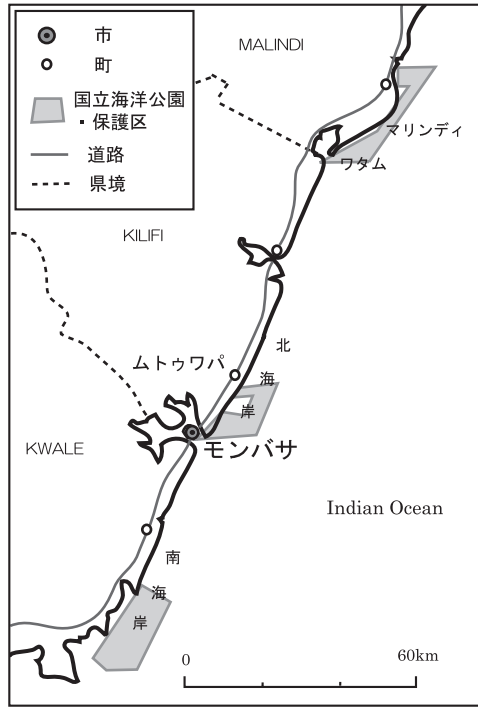 市
町
国立海洋公園
・保護区
道路
県境
MALINDI
マリンディ
ワタム
KILIFI
北
海
岸
ムトゥワパ
モンバサ
KWALE
Indian Ocean
南
海
岸
0
60km